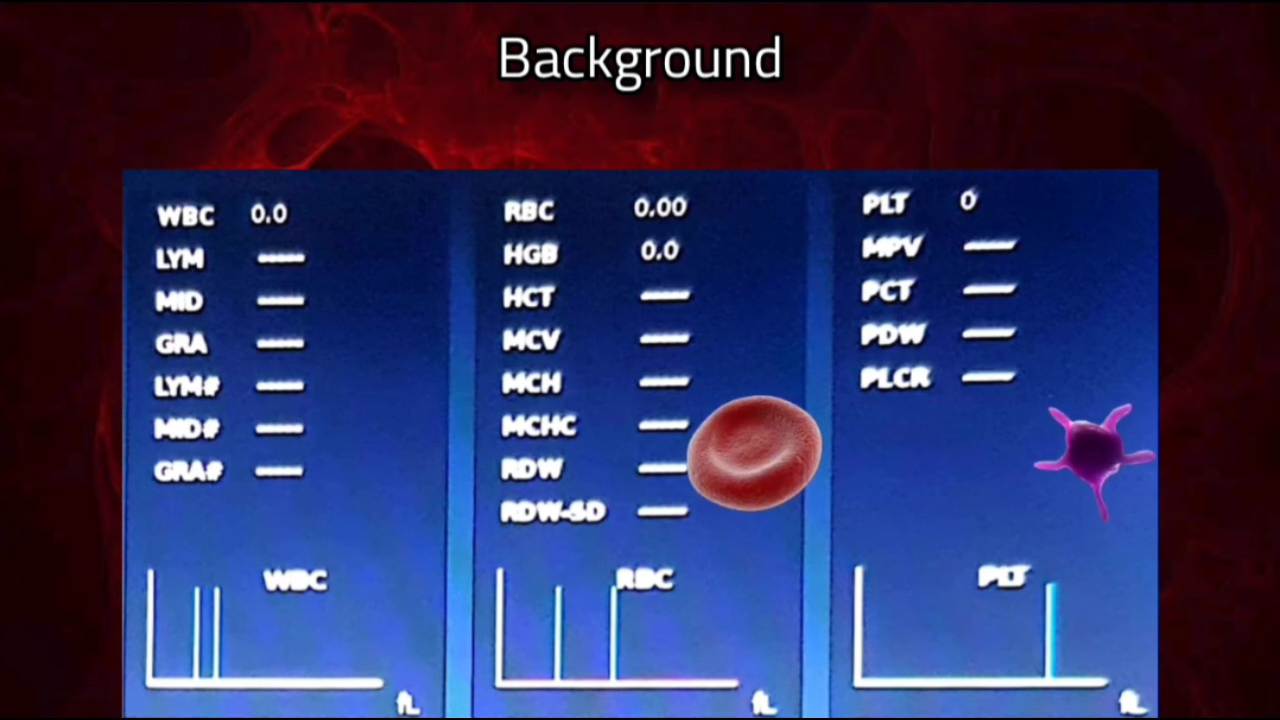 Background
WBC 0.0
LYM -----
MID ----
GRA ----
LYM# ----
MID# ----
GRA# ----
WBC
fL
RBC 0.00
HGB 0.0
HCT ----
MCV ----
MCH ----
MCHC ----
RDW ----
RDW-SD ----
RBC
fL
PLT 0
MPV ----
PCT ----
PDW ----
PLCR ----
PLT
fL